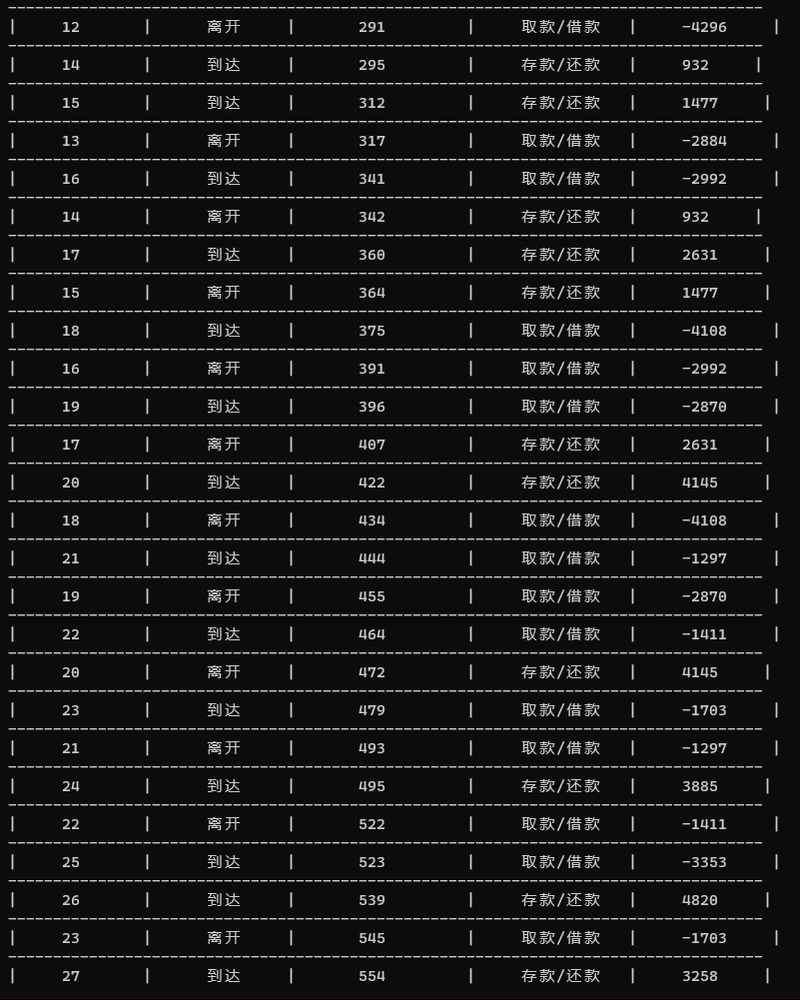 | 12 | 离开 | 291 | 取款/借款 | -4296 |
| 14 | 到达 | 295 | 存款/还款 | 932 |
| 15 | 到达 | 312 | 存款/还款 | 1477 |
| 13 | 离开 | 317 | 取款/借款 | -2884 |
| 16 | 到达 | 341 | 取款/借款 | -2992 |
| 14 | 离开 | 342 | 存款/还款 | 932 |
| 17 | 到达 | 360 | 存款/还款 | 2631 |
| 15 | 离开 | 364 | 存款/还款 | 1477 |
| 18 | 到达 | 375 | 取款/借款 | -4108 |
| 16 | 离开 | 391 | 取款/借款 | -2992 |
| 19 | 到达 | 396 | 取款/借款 | -2870 |
| 17 | 离开 | 407 | 存款/还款 | 2631 |
| 20 | 到达 | 422 | 存款/还款 | 4145 |
| 18 | 离开 | 434 | 取款/借款 | -4108 |
| 21 | 到达 | 444 | 取款/借款 | -1297 |
| 19 | 离开 | 455 | 取款/借款 | -2870 |
| 22 | 到达 | 464 | 取款/借款 | -1411 |
| 20 | 离开 | 472 | 存款/还款 | 4145 |
| 23 | 到达 | 479 | 取款/借款 | -1703 |
| 21 | 离开 | 493 | 取款/借款 | -1297 |
| 24 | 到达 | 495 | 存款/还款 | 3885 |
| 22 | 离开 | 522 | 取款/借款 | -1411 |
| 25 | 到达 | 523 | 取款/借款 | -3353 |
| 26 | 到达 | 539 | 存款/还款 | 4820 |
| 23 | 离开 | 545 | 取款/借款 | -1703 |
| 27 | 到达 | 554 | 存款/还款 | 3258 |